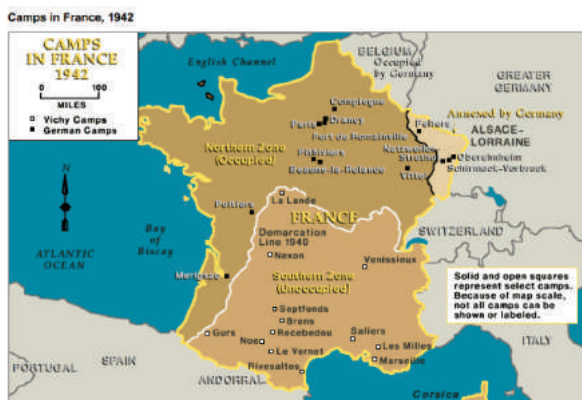 Camps in France, 1942
CAMPS
IN FRANCE
1942
0 100
MILES
Vichy Camps
German Camps
English Channel
BELGIUM
Occupied
by Germany
GREATER
GERMANY
Annexed by Germany
ALSACE-
LORRAINE
Compiegne
Drancy
Paris
Fort de Romainville
Northern Zone
(Occupied)
Pithiviers
Beaune-la-Rolande
Natzweiler
Struthof
Oberehnheim
Schirmeck-Vorbruck
Vittel
Poitiers
La Lande
FRANCE
Demarcation
Line 1940
SWITZERLAND
Bay
of
Biscay
ATLANTIC
OCEAN
Nexon
Venissieux
Southern Zone
(Unoccupied)
Merignac
Solid and open squares
represent select camps.
Because of map scale,
not all camps can be
shown or labeled.
Septfonds
Brens
Gurs
Recebedou
Noe
Saliers
Les Milles
Le Vernet
Marseille
Rivesaltes
ITALY
PORTUGAL
SPAIN
Corsica